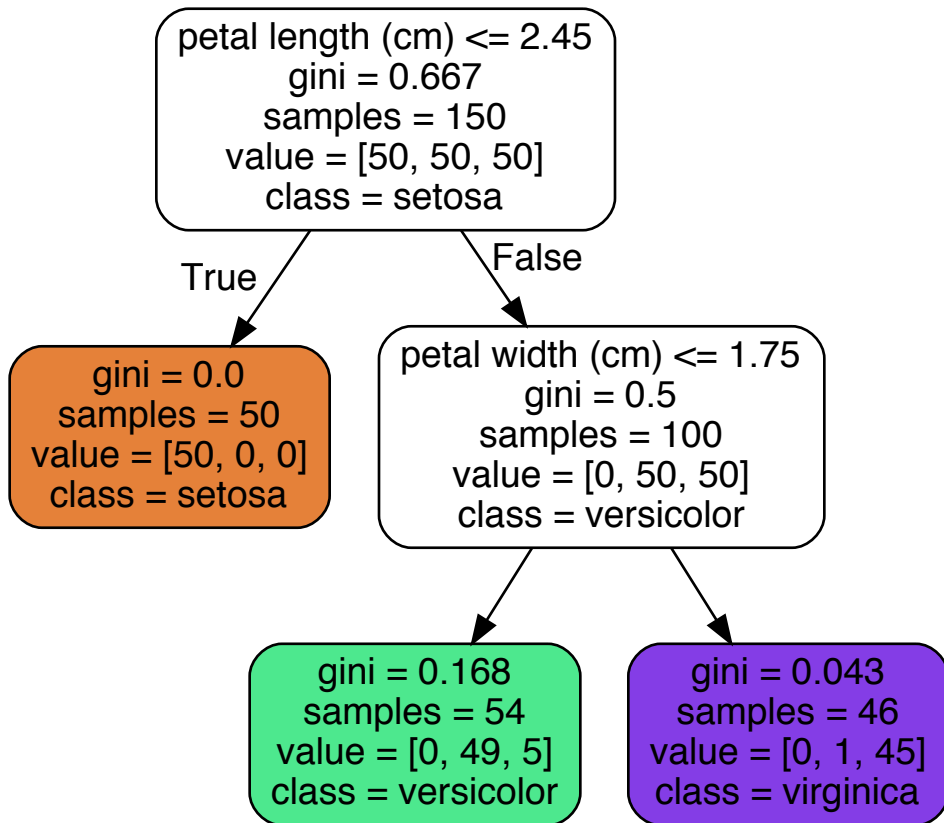 petal length (cm) <= 2.45
gini = 0.667
samples = 150
value = [50, 50, 50]
class = setosa
True
False
gini = 0.0
samples = 50
value = [50, 0, 0]
class = setosa
petal width (cm) <= 1.75
gini = 0.5
samples = 100
value = [0, 50, 50]
class = versicolor
gini = 0.168
samples = 54
value = [0, 49, 5]
class = versicolor
gini = 0.043
samples = 46
value = [0, 1, 45]
class = virginica